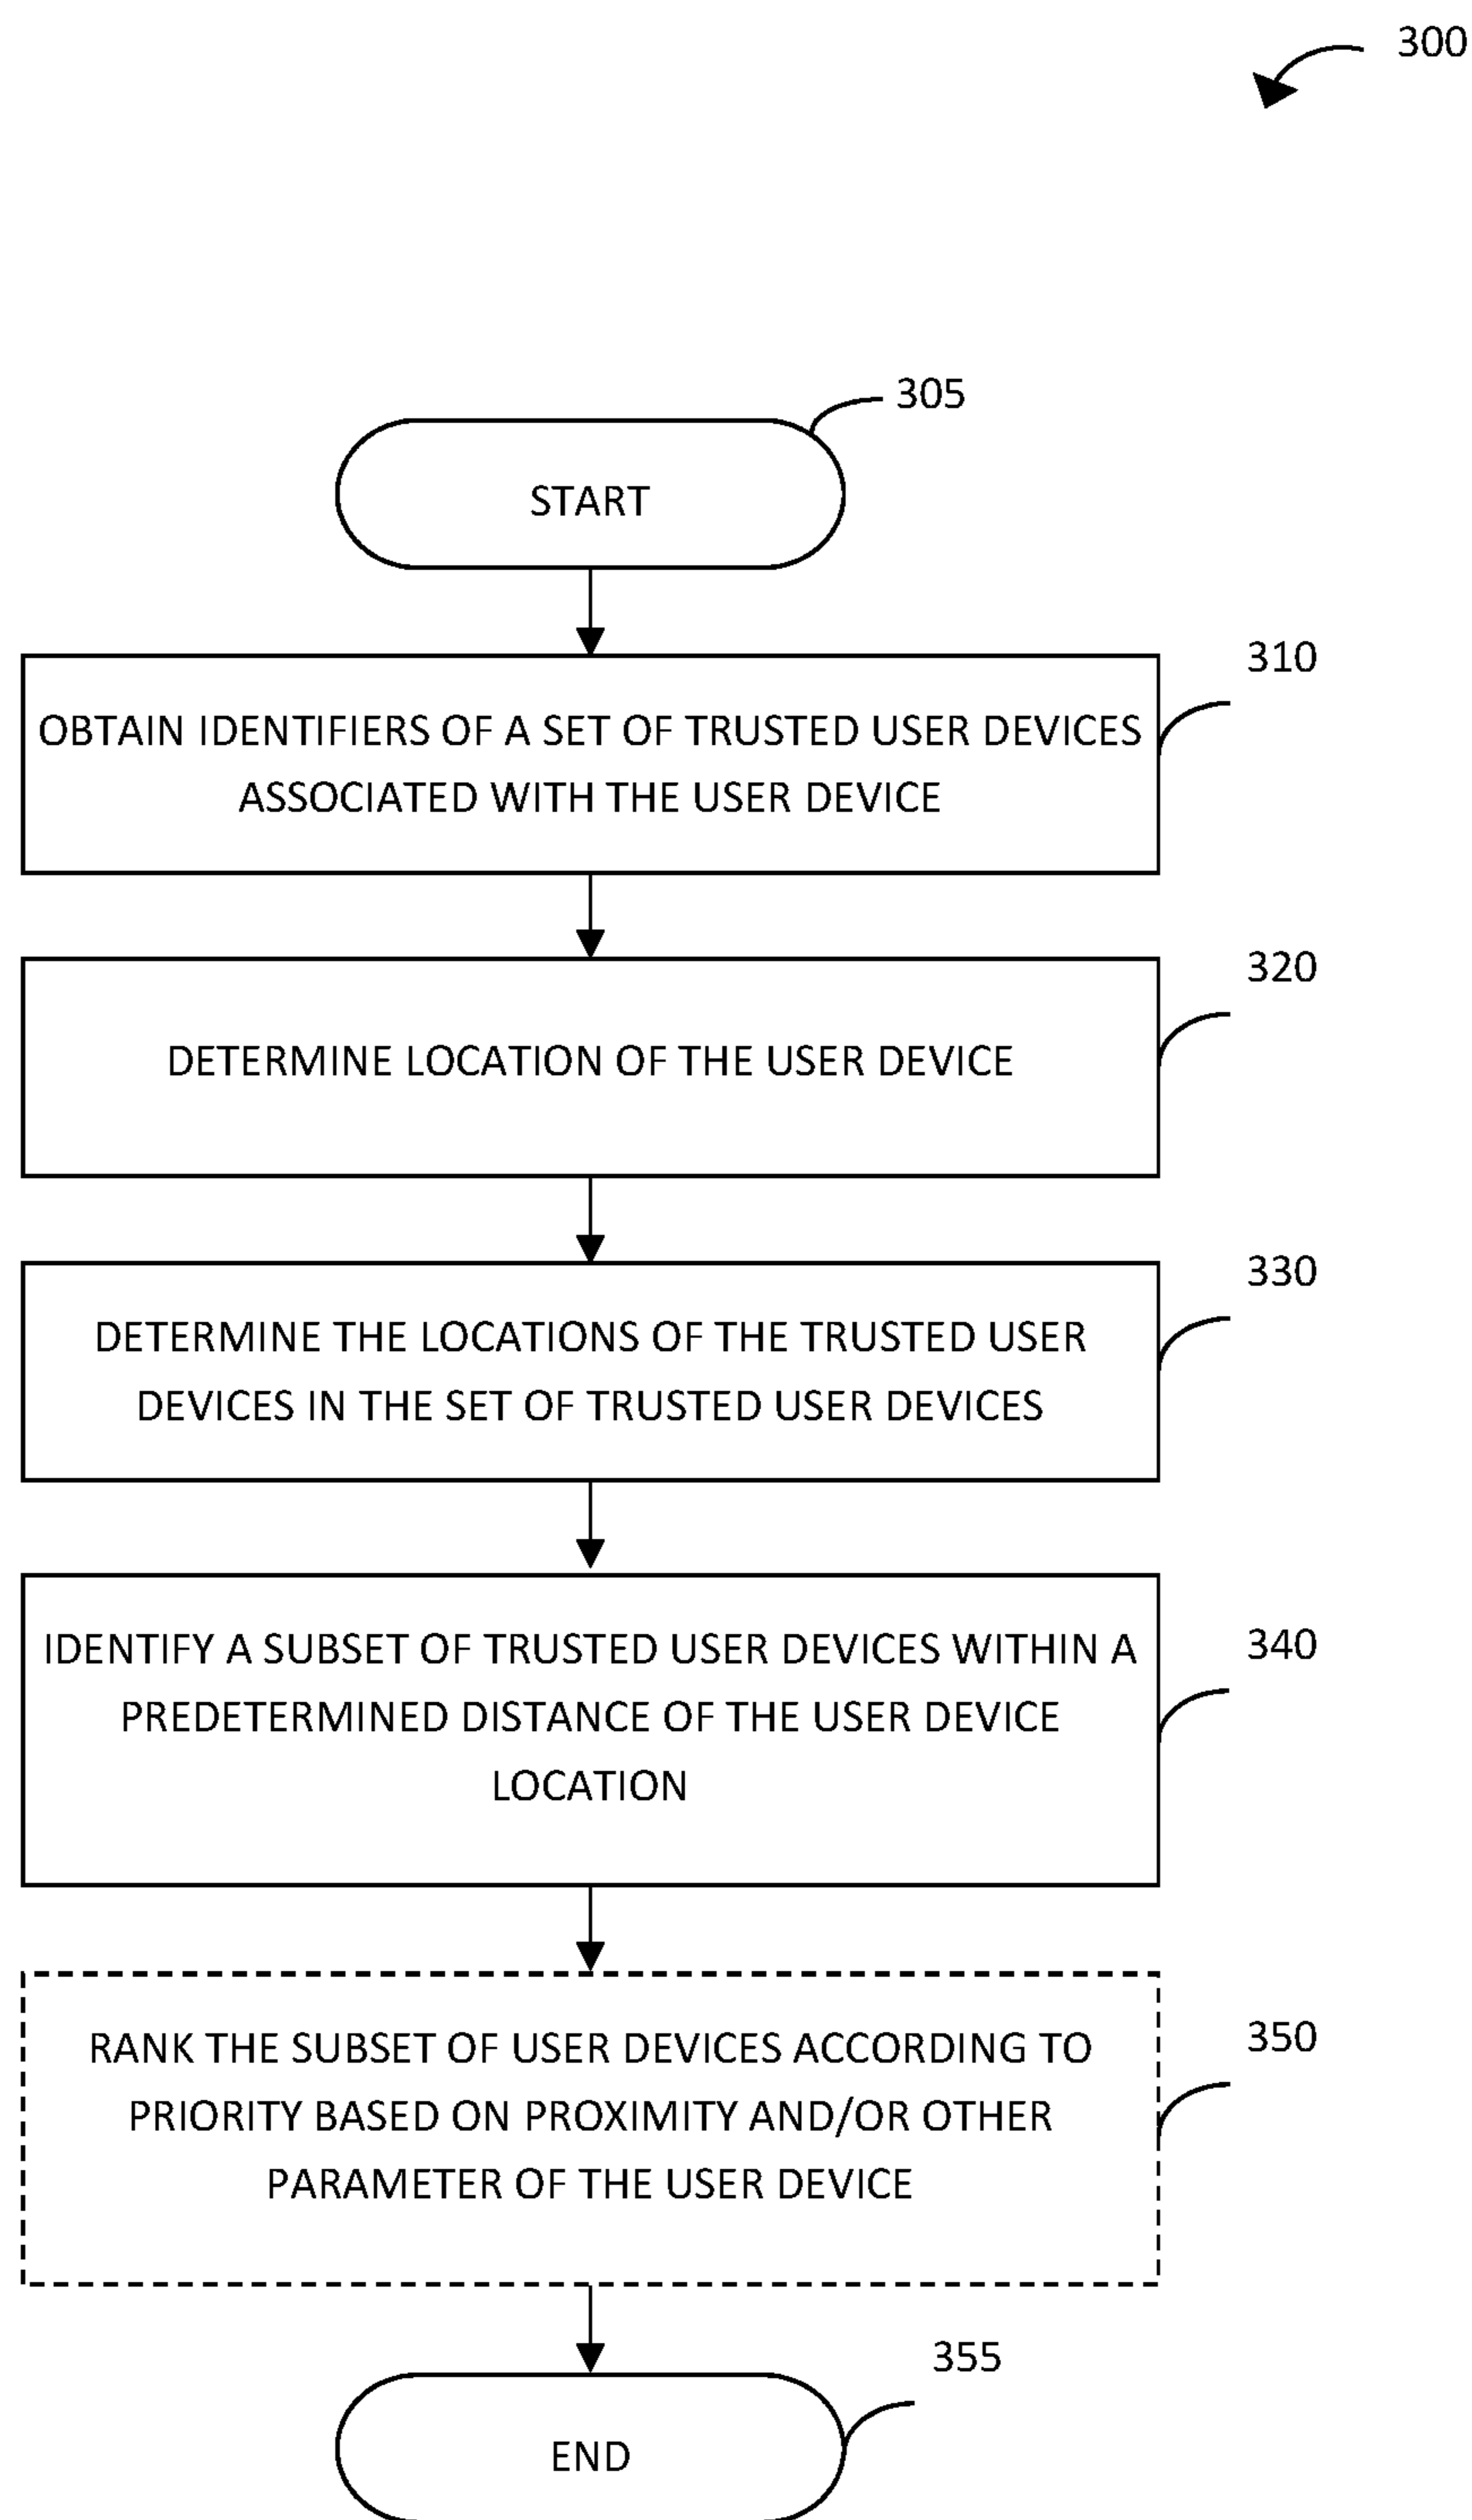 300
305
START
310
OBTAIN IDENTIFIERS OF A SET OF TRUSTED USER DEVICES
ASSOCIATED WITH THE USER DEVICE
320
DETERMINE LOCATION OF THE USER DEVICE
330
DETERMINE THE LOCATIONS OF THE TRUSTED USER
DEVICES IN THE SET OF TRUSTED USER DEVICES
340
IDENTIFY A SUBSET OF TRUSTED USER DEVICES WITHIN A
PREDETERMINED DISTANCE OF THE USER DEVICE
LOCATION
350
RANK THE SUBSET OF USER DEVICES ACCORDING TO
PRIORITY BASED ON PROXIMITY AND/OR OTHER
PARAMETER OF THE USER DEVICE
355
END